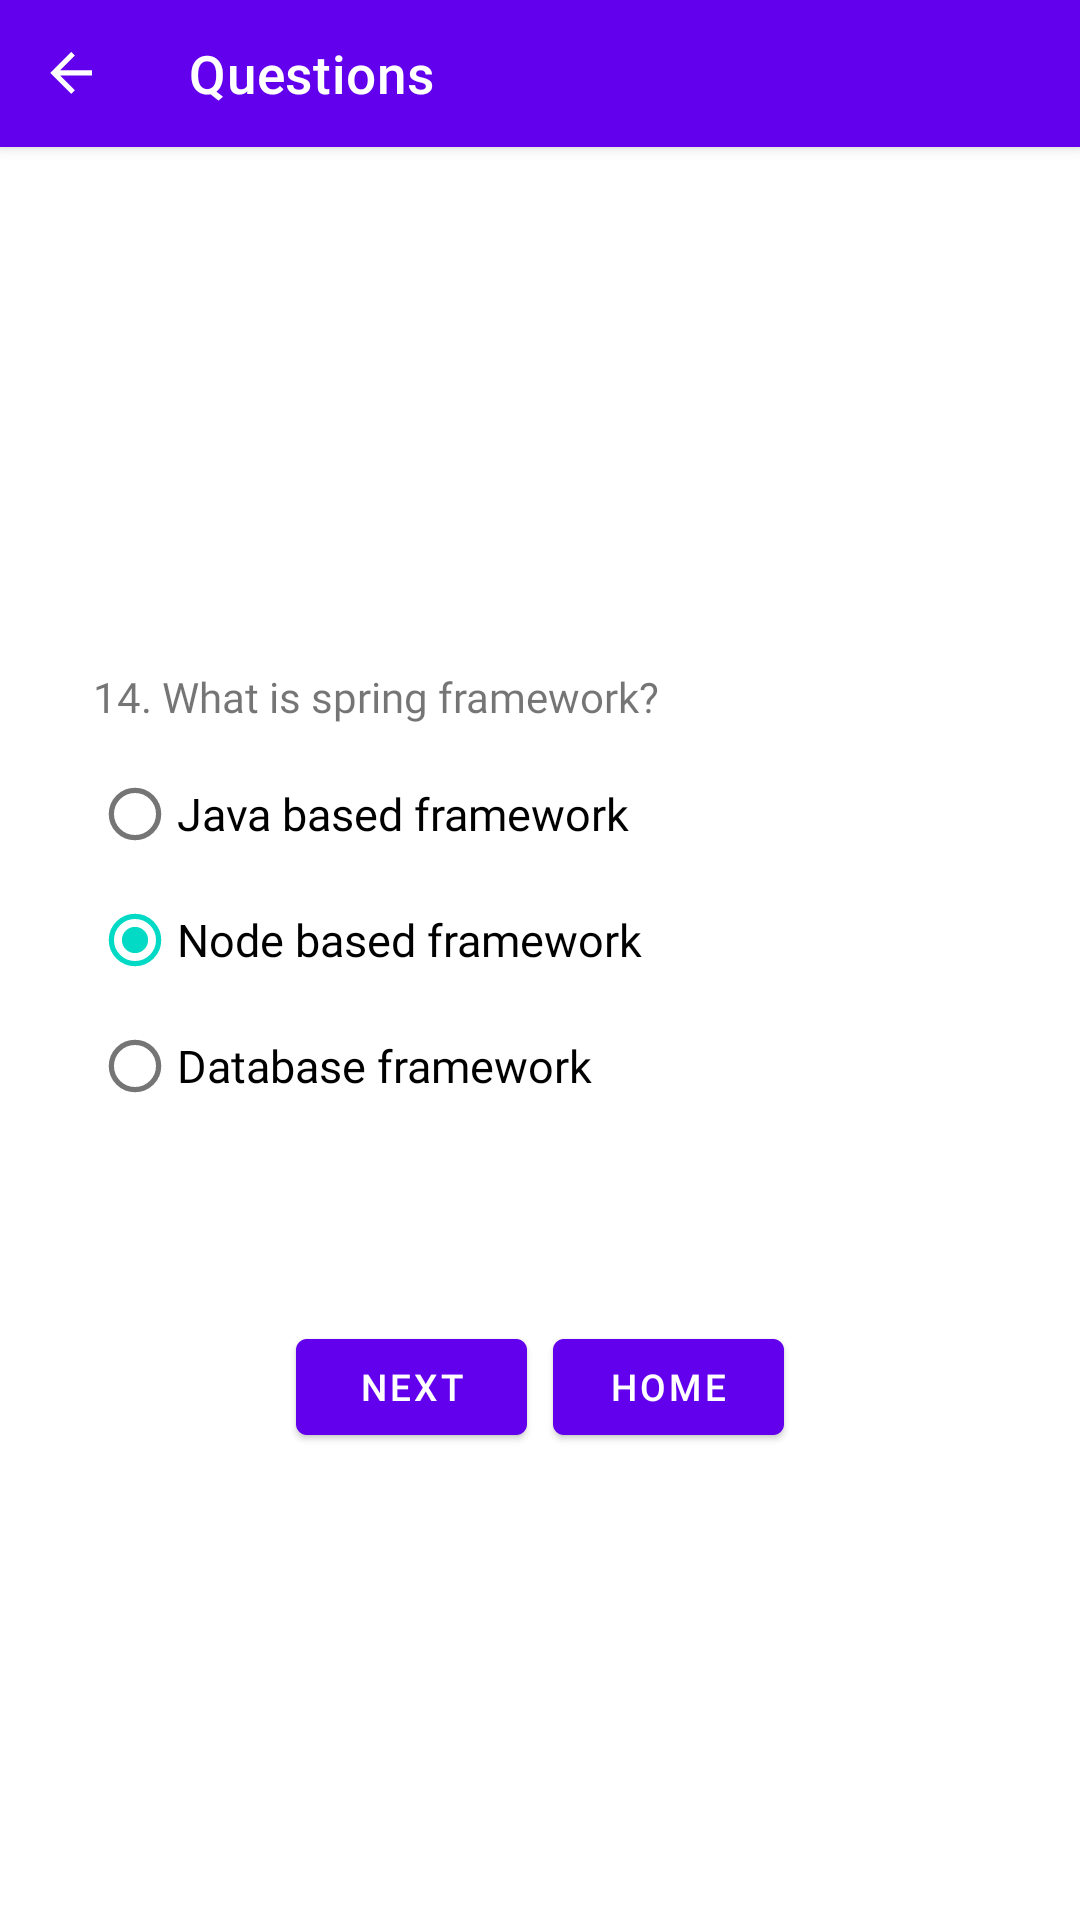 Questions
14. What is spring framework?
Java based framework
Node based framework
Database framework
NEXT HOME